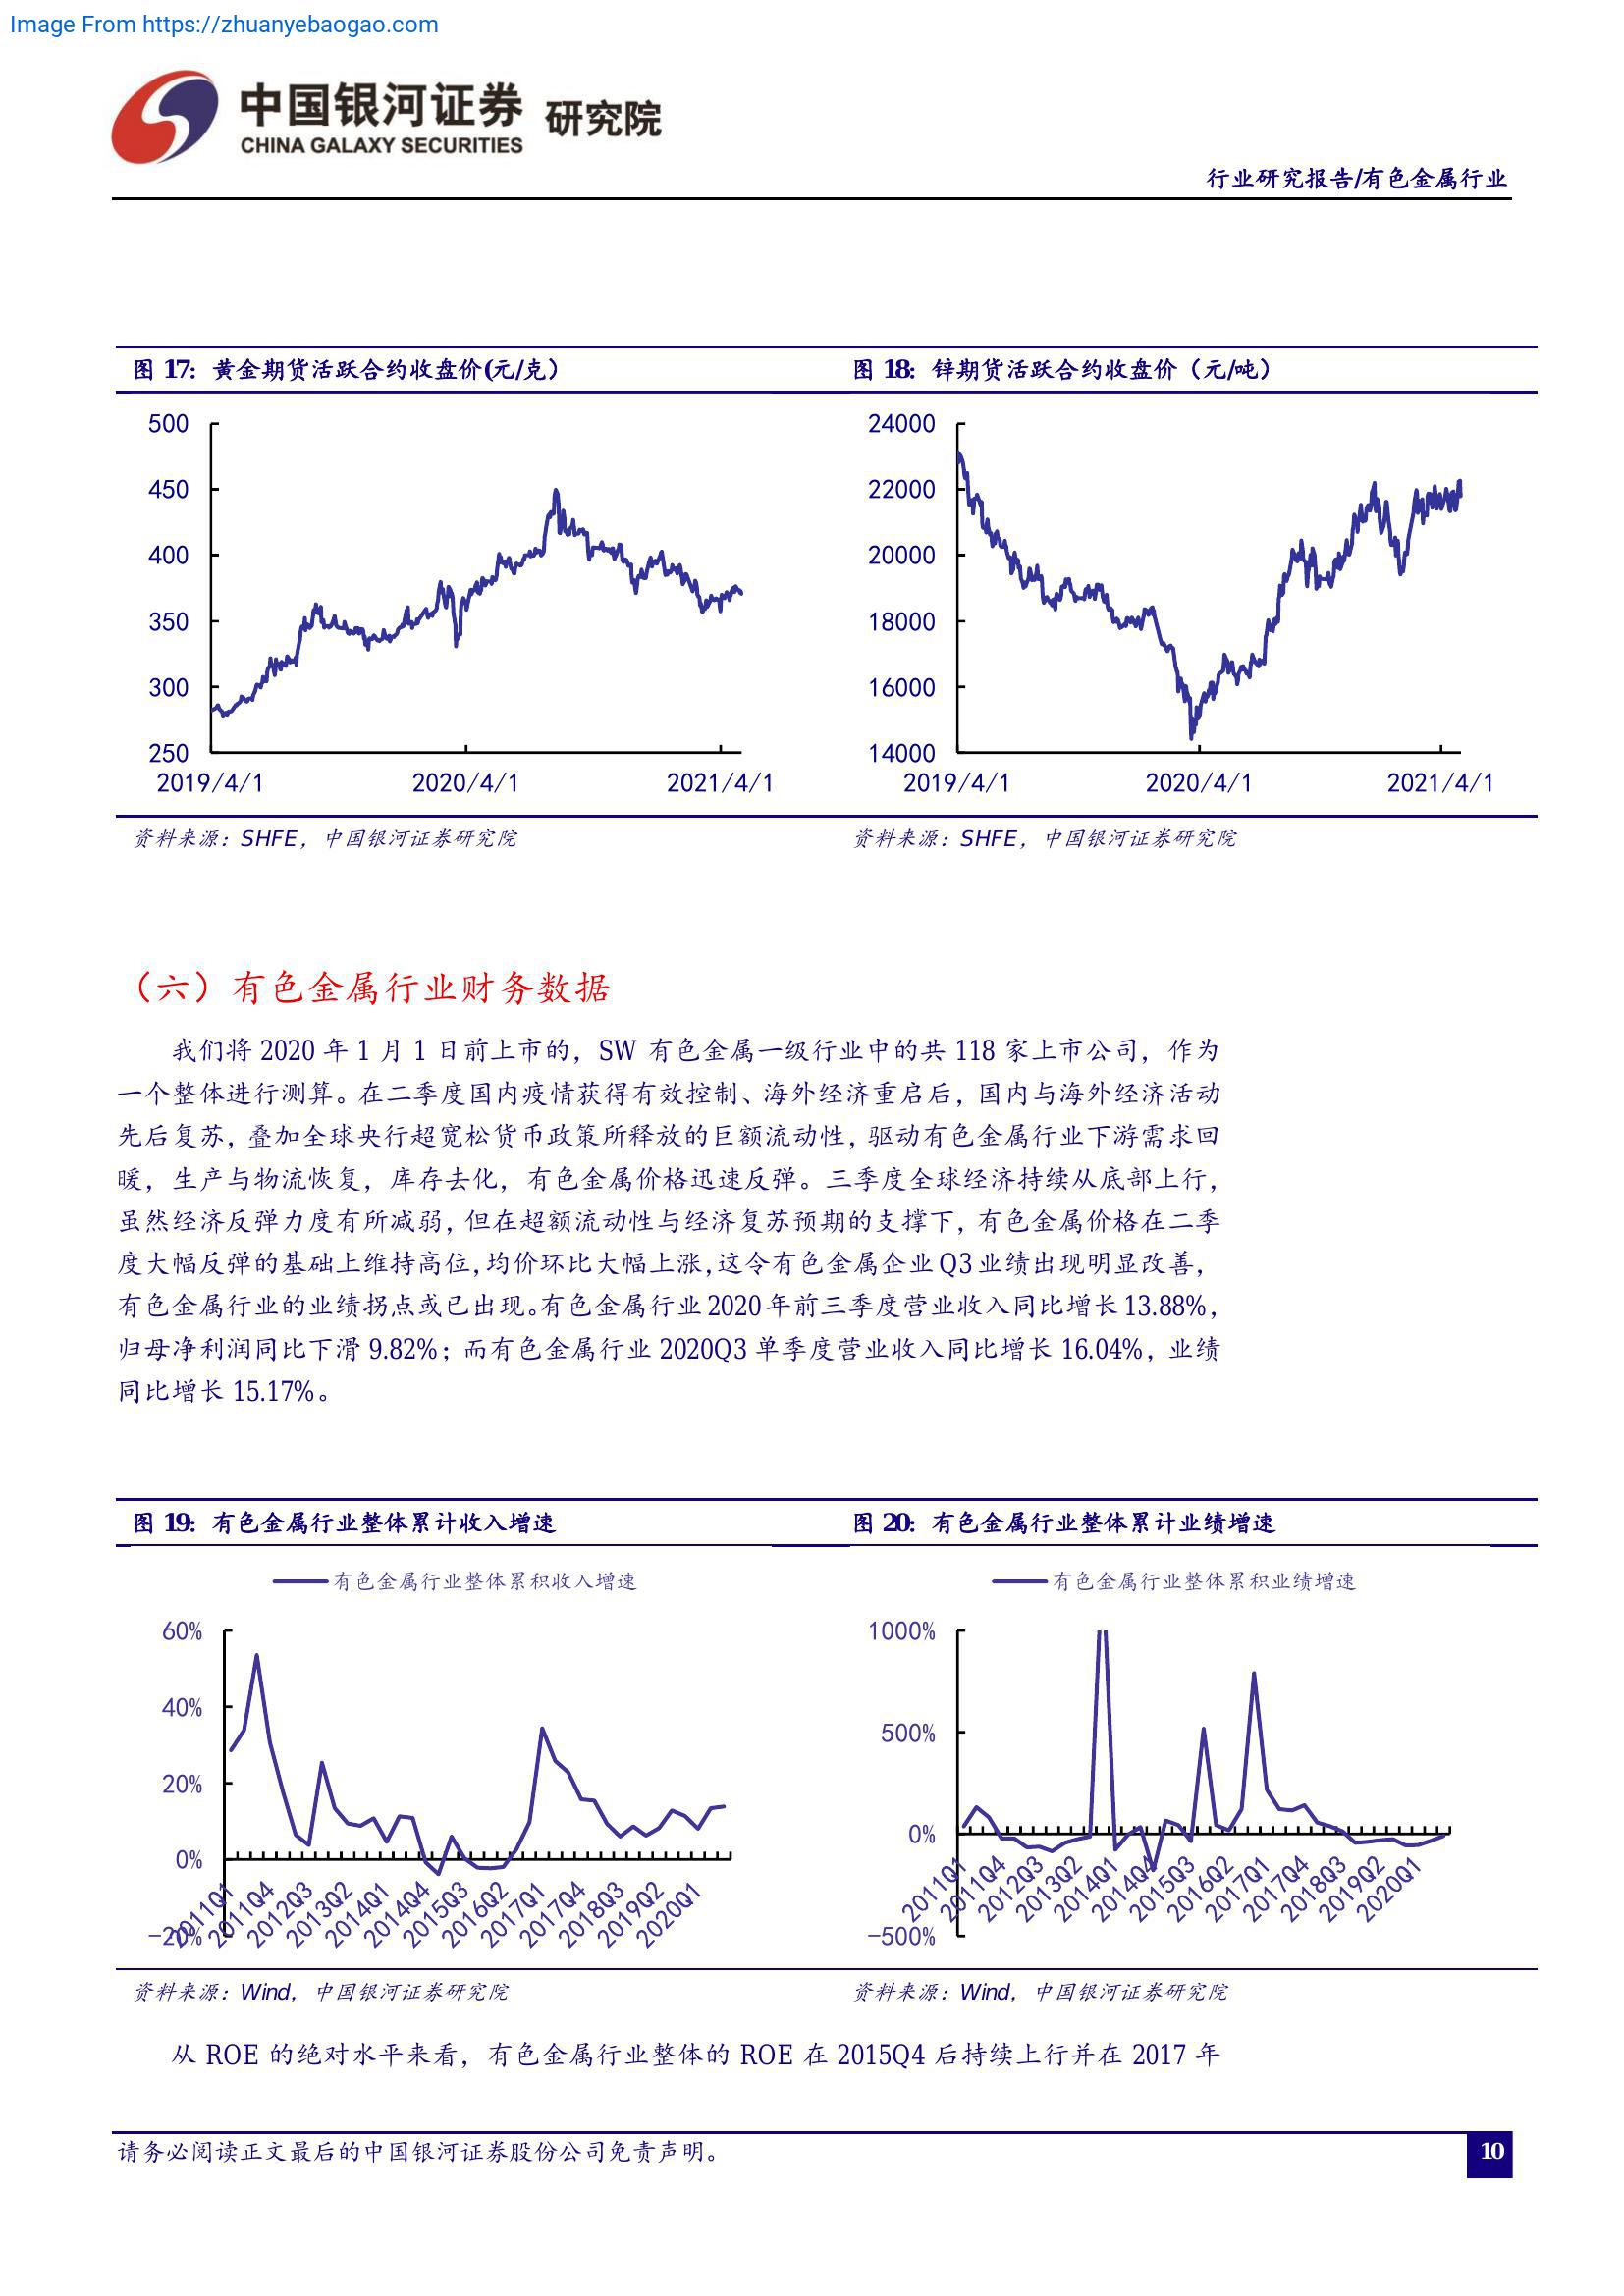 Image From https://zhuanyebaogao.com
中国银河证券 研究院
CHINA GALAXY SECURITIES
行业研究报告/有色金属行业
图 17: 黄金期货活跃合约收盘价(元/克)
500
450
400
350
300
250
2019/4/1 2020/4/1 2021/4/1
资料来源：SHFE，中国银河证券研究院
图 18: 锌期货活跃合约收盘价（元/吨）
24000
22000
20000
18000
16000
14000
2019/4/1 2020/4/1 2021/4/1
资料来源：SHFE，中国银河证券研究院
（六）有色金属行业财务数据
我们将 2020 年 1 月 1 日前上市的，SW 有色金属一级行业中的共 118 家上市公司，作为
一个整体进行测算。在二季度国内疫情获得有效控制、海外经济重启后，国内与海外经济活动
先后复苏，叠加全球央行超宽松货币政策所释放的巨额流动性，驱动有色金属行业下游需求回
暖，生产与物流恢复，库存去化，有色金属价格迅速反弹。三季度全球经济持续从底部上行，
虽然经济反弹力度有所减弱，但在超额流动性与经济复苏预期的支撑下，有色金属价格在二季
度大幅反弹的基础上维持高位，均价环比大幅上涨，这令有色金属企业 Q3 业绩出现明显改善，
有色金属行业的业绩拐点或已出现。有色金属行业 2020 年前三季度营业收入同比增长 13.88%，
归母净利润同比下滑 9.82%；而有色金属行业 2020Q3 单季度营业收入同比增长 16.04%，业绩
同比增长 15.17%。
图 19: 有色金属行业整体累计收入增速
有色金属行业整体累积收入增速
60%
40%
20%
0%
-20%
2011Q1 2011Q4 2012Q3 2013Q2 2014Q1 2014Q4 2015Q3 2016Q2 2017Q1 2017Q4 2018Q3 2019Q2 2020Q1
资料来源：Wind，中国银河证券研究院
图 20: 有色金属行业整体累计业绩增速
有色金属行业整体累积业绩增速
1000%
500%
0%
-500%
2011Q1 2011Q4 2012Q3 2013Q2 2014Q1 2014Q4 2015Q3 2016Q2 2017Q1 2017Q4 2018Q3 2019Q2 2020Q1
资料来源：Wind，中国银河证券研究院
从 ROE 的绝对水平来看，有色金属行业整体的 ROE 在 2015Q4 后持续上行并在 2017 年
请务必阅读正文最后的中国银河证券股份公司免责声明。
10